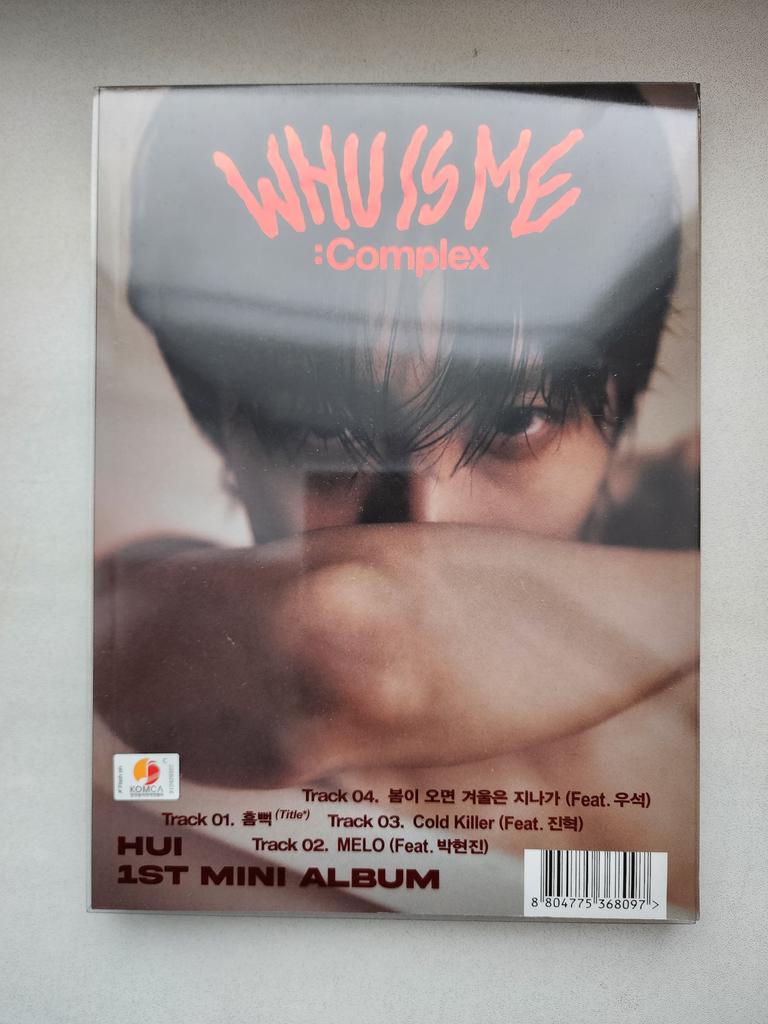 WHU IS ME
:Complex
KOMCA
Track 04. 봄이 오면 겨울은 지나가 (Feat. 우석)
Track 01. 흠뻑 (Title*) Track 03. Cold Killer (Feat. 진혁)
HUI Track 02. MELO (Feat. 박현진)
1ST MINI ALBUM
8 804775 368097 >